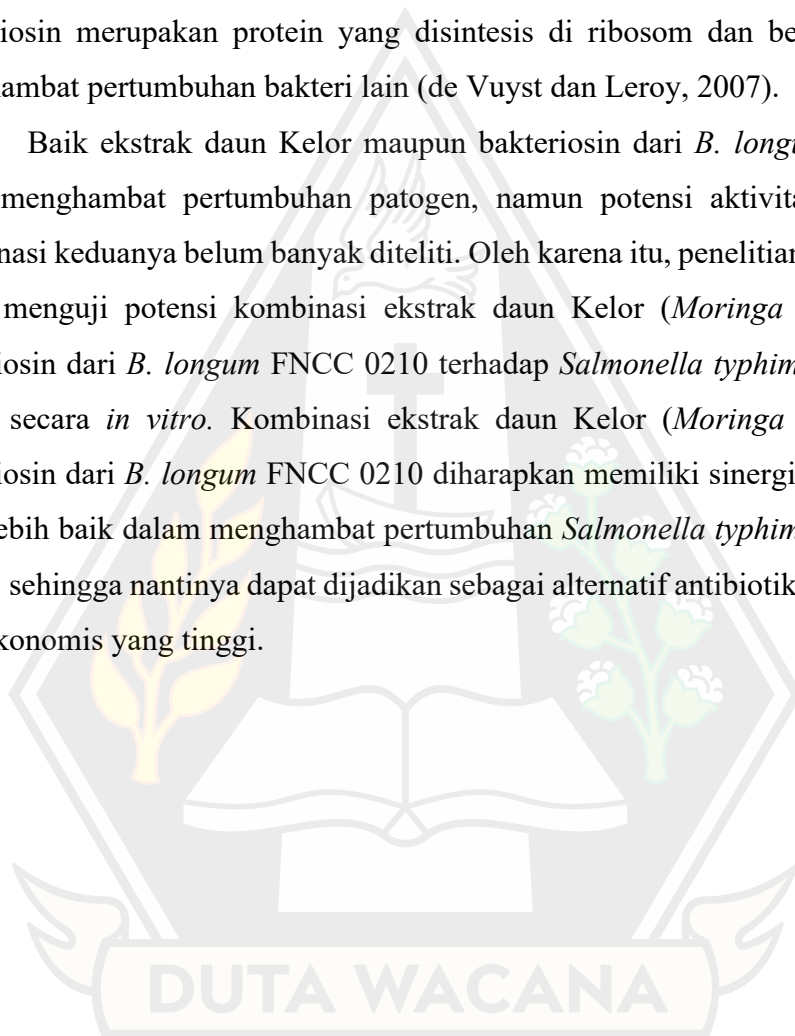 iosin merupakan protein yang disintesis di ribosom dan be
ambat pertumbuhan bakteri lain (de Vuyst dan Leroy, 2007).
Baik ekstrak daun Kelor maupun bakteriosin dari B. longu
menghambat pertumbuhan patogen, namun potensi aktivita
nasi keduanya belum banyak diteliti. Oleh karena itu, penelitian
menguji potensi kombinasi ekstrak daun Kelor (Moringa
iosin dari B. longum FNCC 0210 terhadap Salmonella typhim
secara in vitro. Kombinasi ekstrak daun Kelor (Moringa
iosin dari B. longum FNCC 0210 diharapkan memiliki sinergi
ebih baik dalam menghambat pertumbuhan Salmonella typhim
sehingga nantinya dapat dijadikan sebagai alternatif antibiotik
konomis yang tinggi.
DUTA WACANA